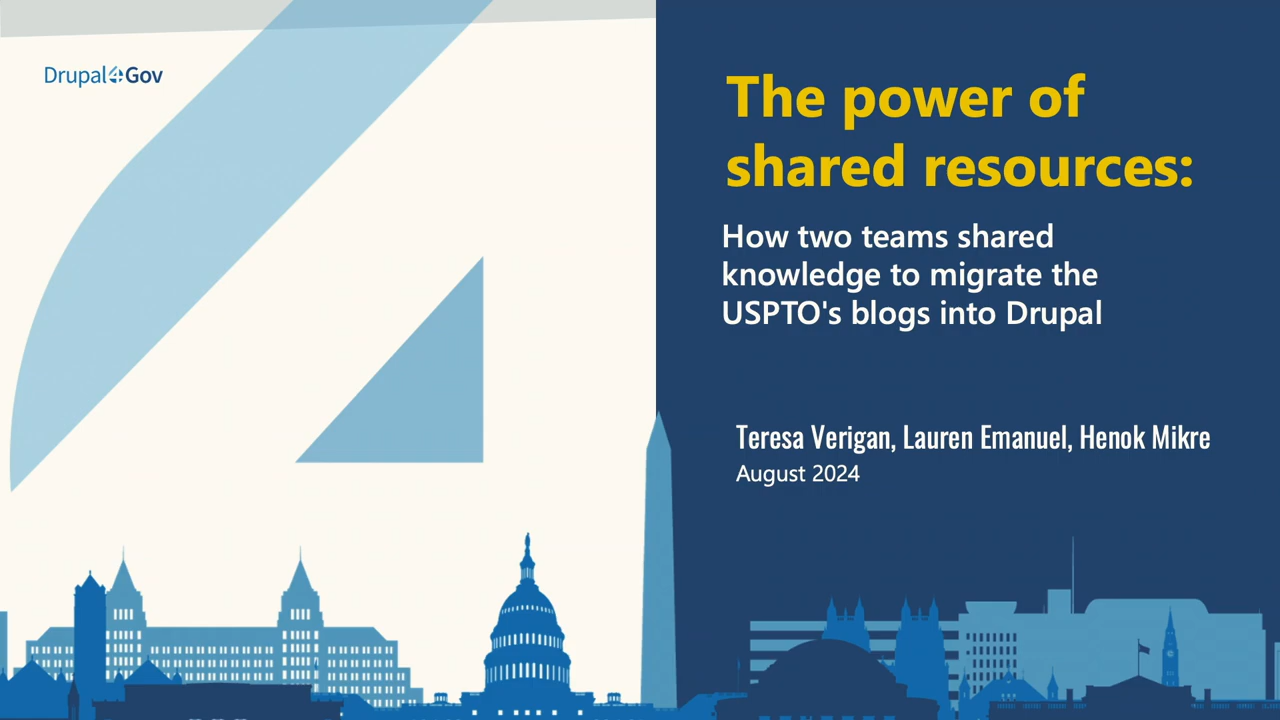 Drupal4Gov
The power of
shared resources:
How two teams shared
knowledge to migrate the
USPTO's blogs into Drupal
Teresa Verigan, Lauren Emanuel, Henok Mikre
August 2024